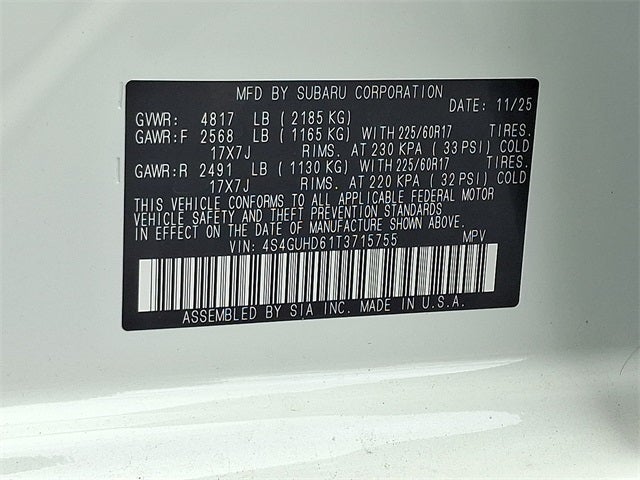 MFD BY SUBARU CORPORATION
DATE: 11/25
GVWR: 4817 LB ( 2185 KG)
GAWR:F 2568 LB ( 1165 KG) WITH 225/60R17 TIRES.
17X7J RIMS. AT 230 KPA ( 33 PSI) COLD
GAWR:R 2491 LB ( 1130 KG) WITH 225/60R17 TIRES.
17X7J RIMS. AT 220 KPA ( 32 PSI) COLD
THIS VEHICLE CONFORMS TO ALL APPLICABLE FEDERAL MOTOR
VEHICLE SAFETY AND THEFT PREVENTION STANDARDS
IN EFFECT ON THE DATE OF MANUFACTURE SHOWN ABOVE.
VIN: 4S4GUHD61T3715755 MPV
ASSEMBLED BY SIA INC. MADE IN U.S.A.